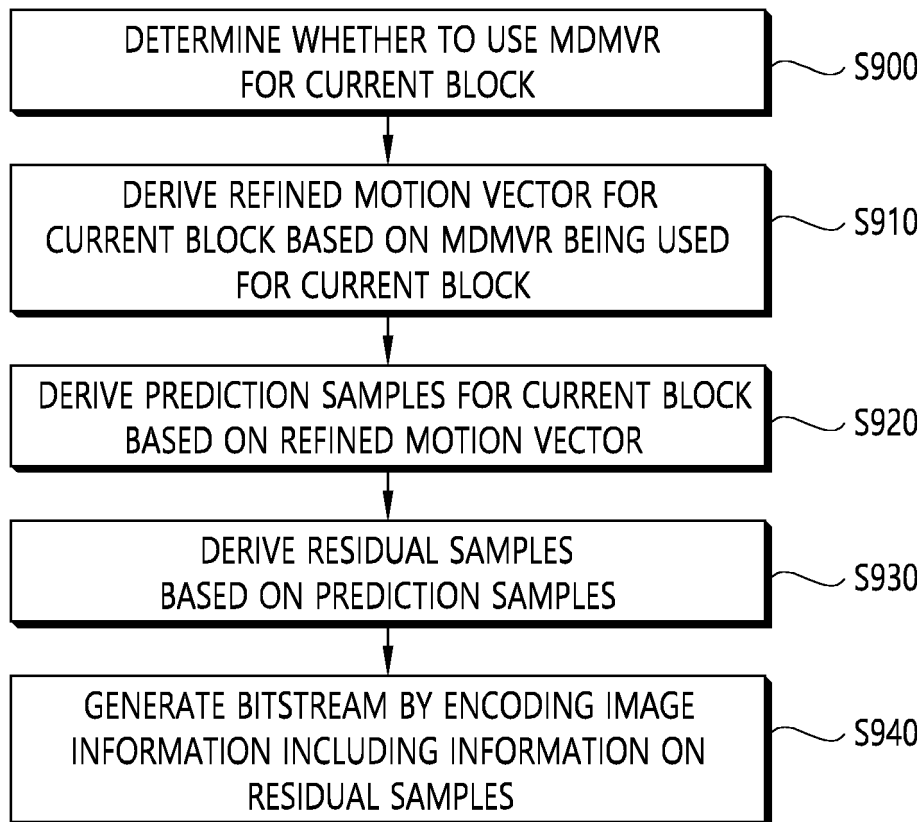 DETERMINE WHETHER TO USE MDMVR
FOR CURRENT BLOCK
S900
DERIVE REFINED MOTION VECTOR FOR
CURRENT BLOCK BASED ON MDMVR BEING USED
FOR CURRENT BLOCK
S910
DERIVE PREDICTION SAMPLES FOR CURRENT BLOCK
BASED ON REFINED MOTION VECTOR
S920
DERIVE RESIDUAL SAMPLES
BASED ON PREDICTION SAMPLES
S930
GENERATE BITSTREAM BY ENCODING IMAGE
INFORMATION INCLUDING INFORMATION ON
RESIDUAL SAMPLES
S940